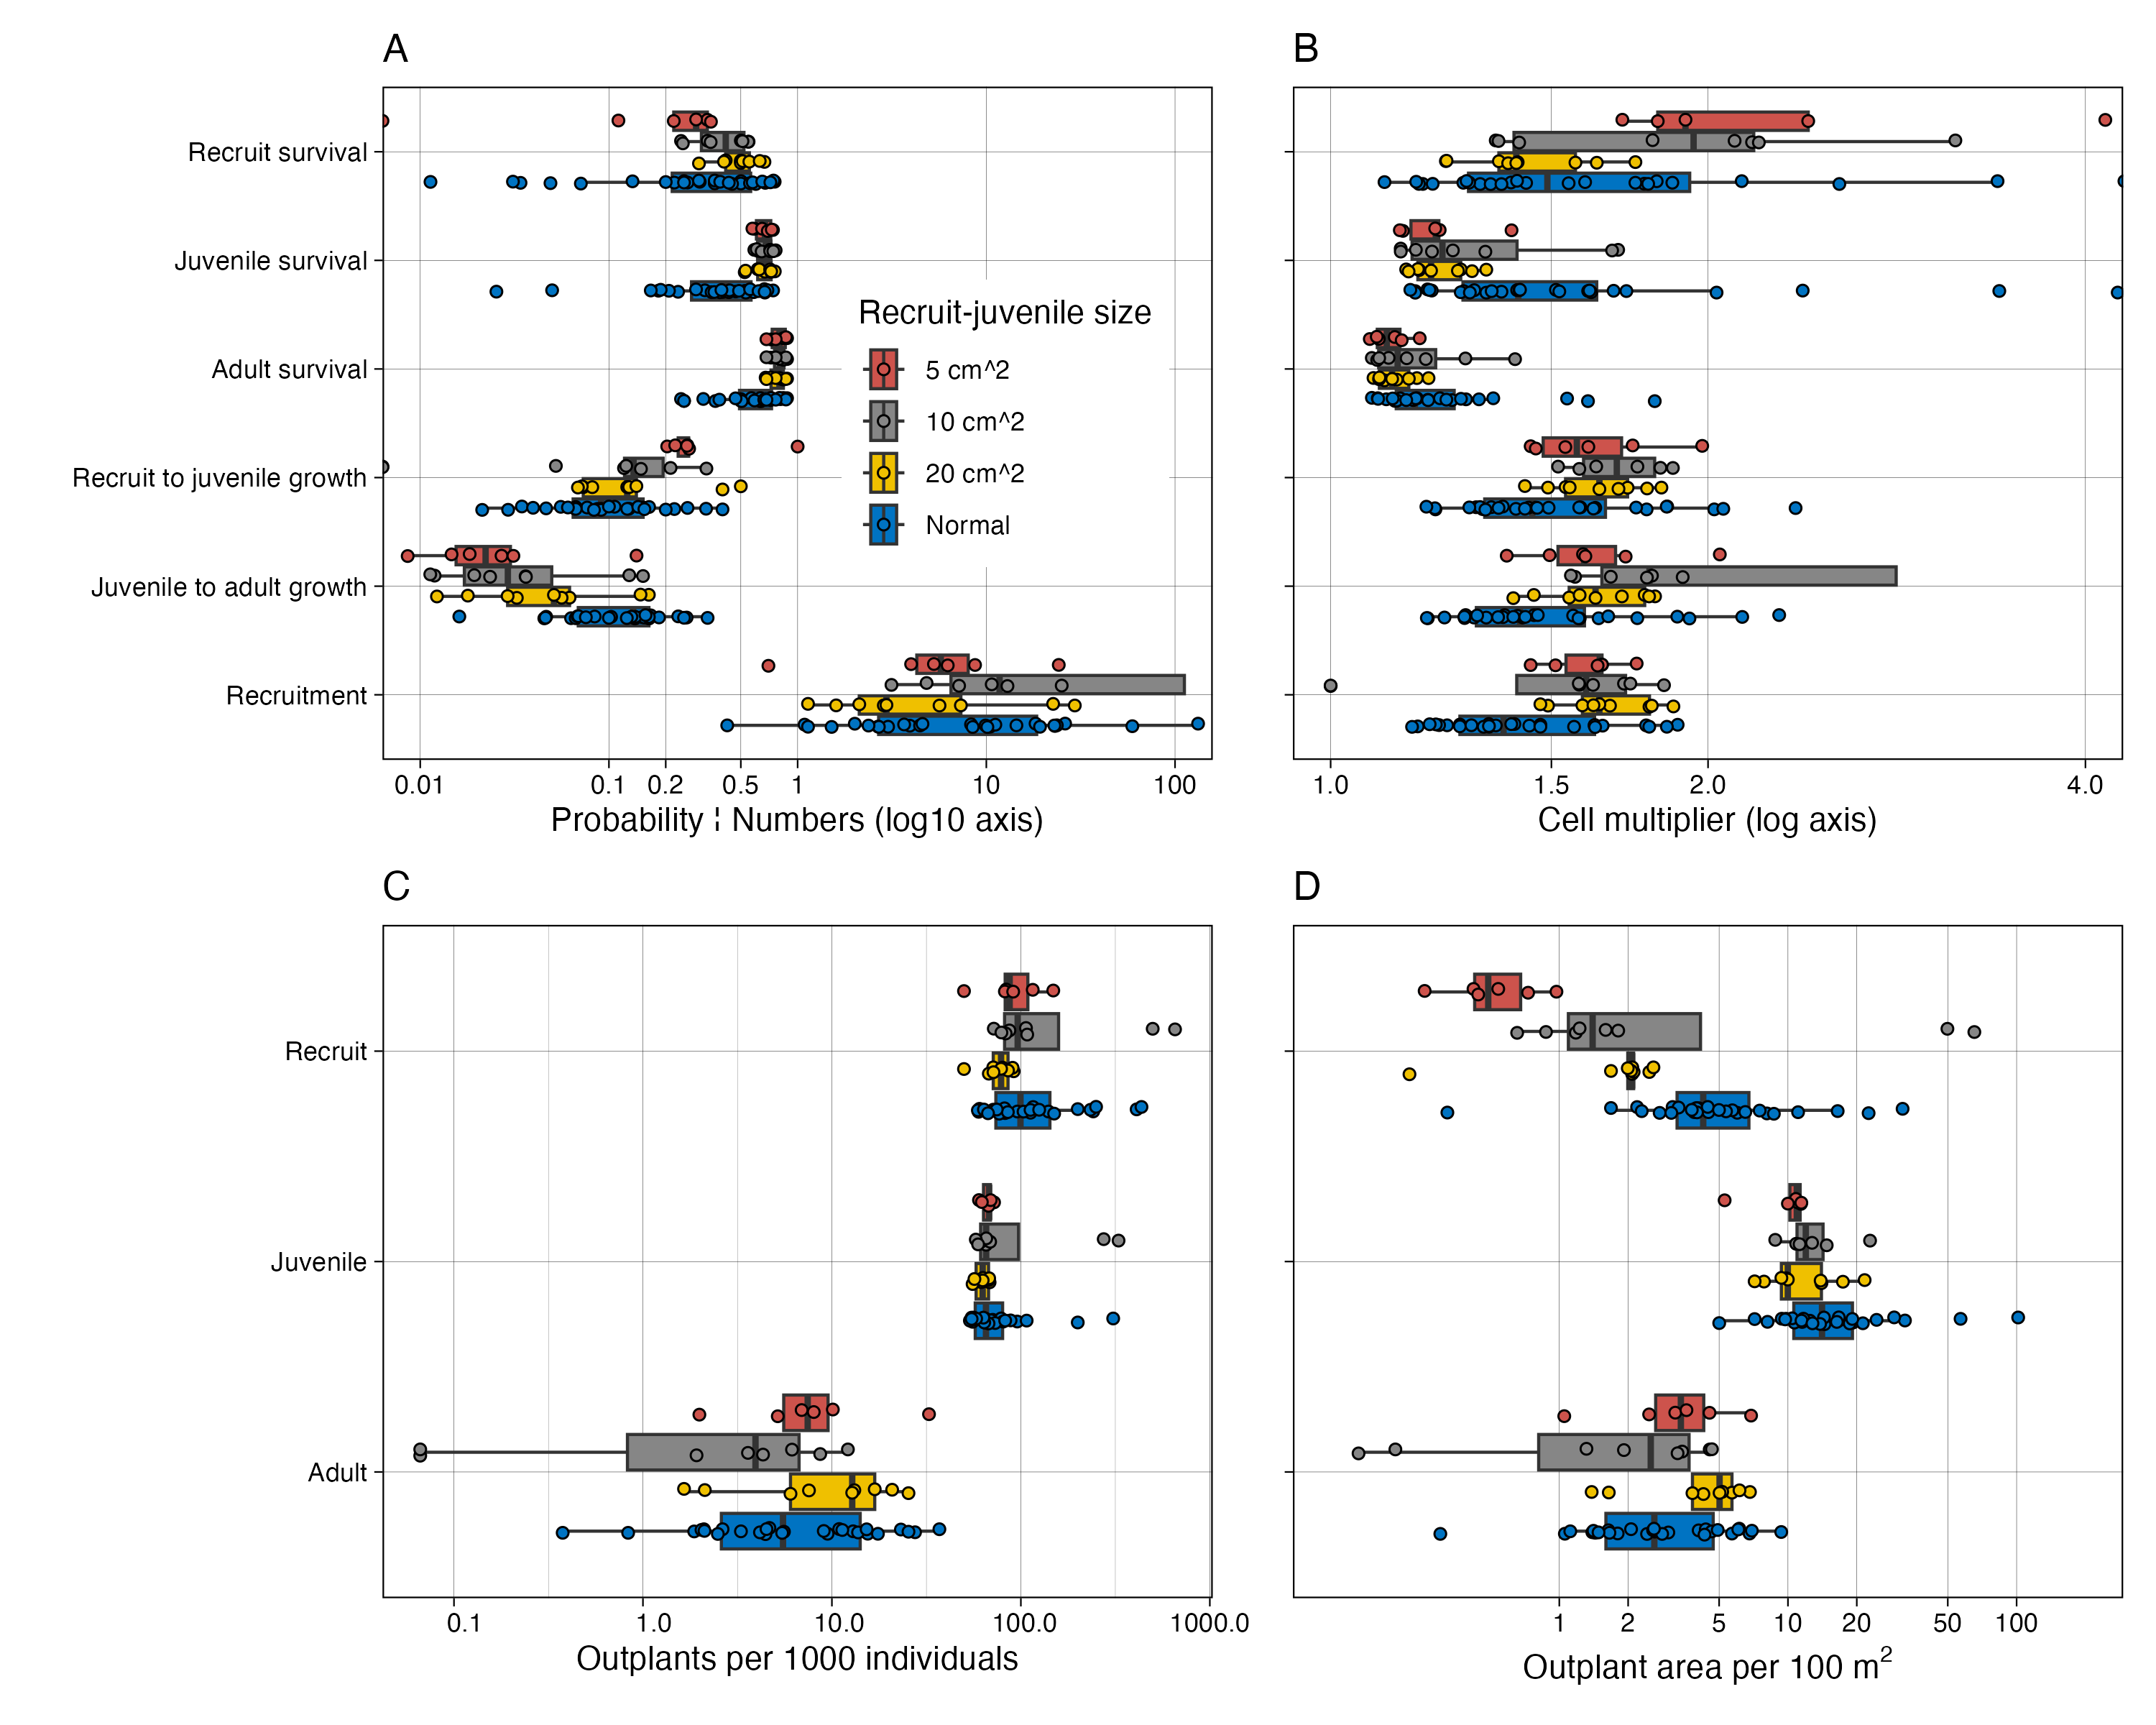 A
B
Recruit survival
Juvenile survival
Adult survival
Recruit to juvenile growth
Juvenile to adult growth
Recruitment
Recruit-juvenile size
5 cm^2
10 cm^2
20 cm^2
Normal
0.01 0.1 0.2 0.5 1 10 100
Probability ¦ Numbers (log10 axis)
1.0 1.5 2.0 4.0
Cell multiplier (log axis)
C
D
Recruit
Juvenile
Adult
0.1 1.0 10.0 100.0 1000.0
Outplants per 1000 individuals
1 2 5 10 20 50 100
Outplant area per 100 m²